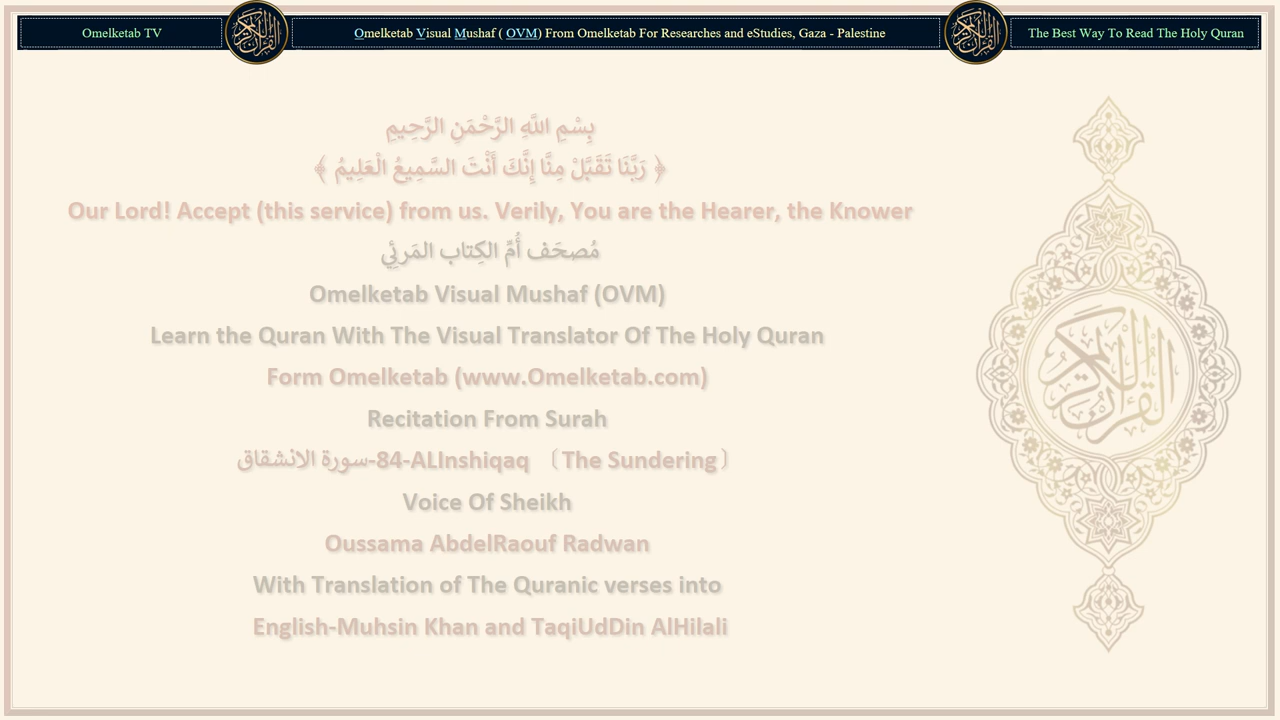 Omelketab TV
Omelketab Visual Mushaf ( OVM) From Omelketab For Researches and eStudies, Gaza - Palestine
The Best Way To Read The Holy Quran
بِسْمِ اللَّهِ الرَّحْمَنِ الرَّحِيمِ
﴿ رَبَّنَا تَقَبَّلْ مِنَّا إِنَّكَ أَنْتَ السَّمِيعُ الْعَلِيمُ ﴾
Our Lord! Accept (this service) from us. Verily, You are the Hearer, the Knower
مُصحَف أُمِّ الكِتاب المَرئِي
Omelketab Visual Mushaf (OVM)
Learn the Quran With The Visual Translator Of The Holy Quran
Form Omelketab (www.Omelketab.com)
Recitation From Surah
سورة الانشقاق-84-ALInshiqaq 〔The Sundering〕
Voice Of Sheikh
Oussama AbdelRaouf Radwan
With Translation of The Quranic verses into
English-Muhsin Khan and TaqiUdDin AlHilali
القرآن الكريم